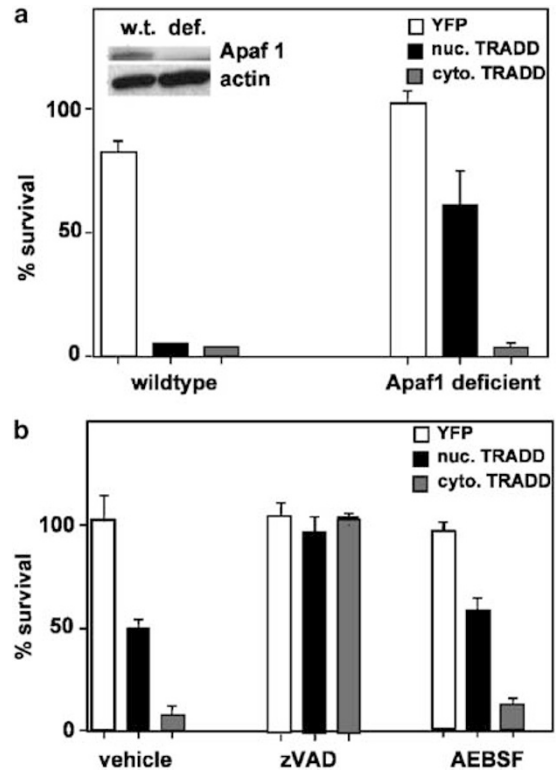 a
w.t. def.
Apaf 1
actin
YFP
nuc. TRADD
cyto. TRADD
% survival
100
50
0
wildtype
Apaf1 deficient
b
YFP
nuc. TRADD
cyto. TRADD
% survival
100
50
0
vehicle
zVAD
AEBSF